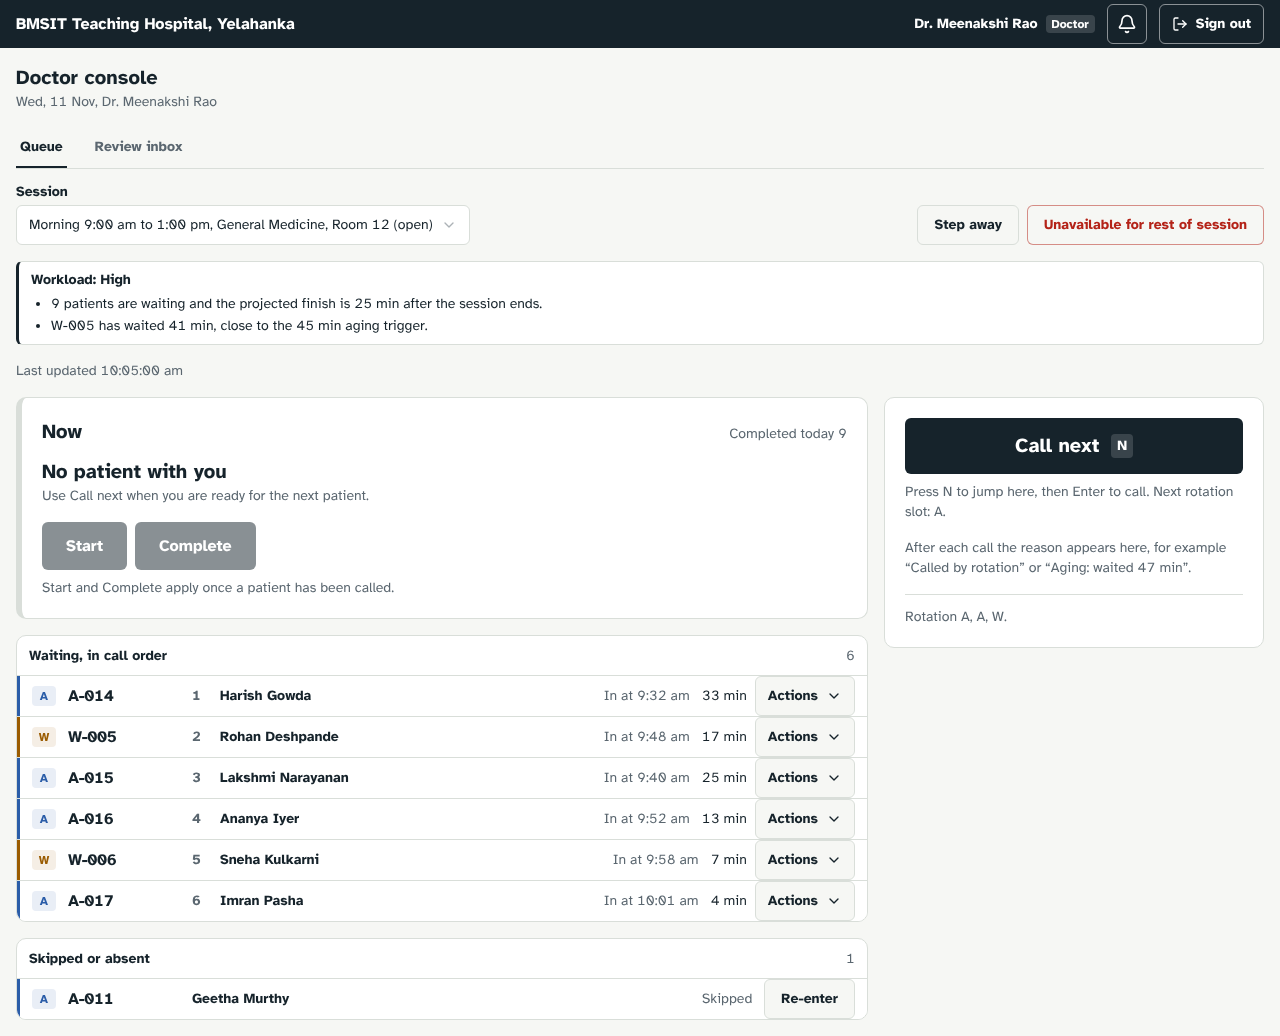 BMSIT Teaching Hospital, Yelahanka
Dr. Meenakshi Rao Doctor
Sign out
Doctor console
Wed, 11 Nov, Dr. Meenakshi Rao
Queue Review inbox
Session
Morning 9:00 am to 1:00 pm, General Medicine, Room 12 (open)
Step away
Unavailable for rest of session
Workload: High
• 9 patients are waiting and the projected finish is 25 min after the session ends.
• W-005 has waited 41 min, close to the 45 min aging trigger.
Last updated 10:05:00 am
Now
Completed today 9
No patient with you
Use Call next when you are ready for the next patient.
Start Complete
Start and Complete apply once a patient has been called.
Call next N
Press N to jump here, then Enter to call. Next rotation
slot: A.
After each call the reason appears here, for example
“Called by rotation” or “Aging: waited 47 min”.
Rotation A, A, W.
Waiting, in call order 6
A A-014 1 Harish Gowda In at 9:32 am 33 min Actions
W W-005 2 Rohan Deshpande In at 9:48 am 17 min Actions
A A-015 3 Lakshmi Narayanan In at 9:40 am 25 min Actions
A A-016 4 Ananya Iyer In at 9:52 am 13 min Actions
W W-006 5 Sneha Kulkarni In at 9:58 am 7 min Actions
A A-017 6 Imran Pasha In at 10:01 am 4 min Actions
Skipped or absent 1
A A-011 Geetha Murthy Skipped Re-enter